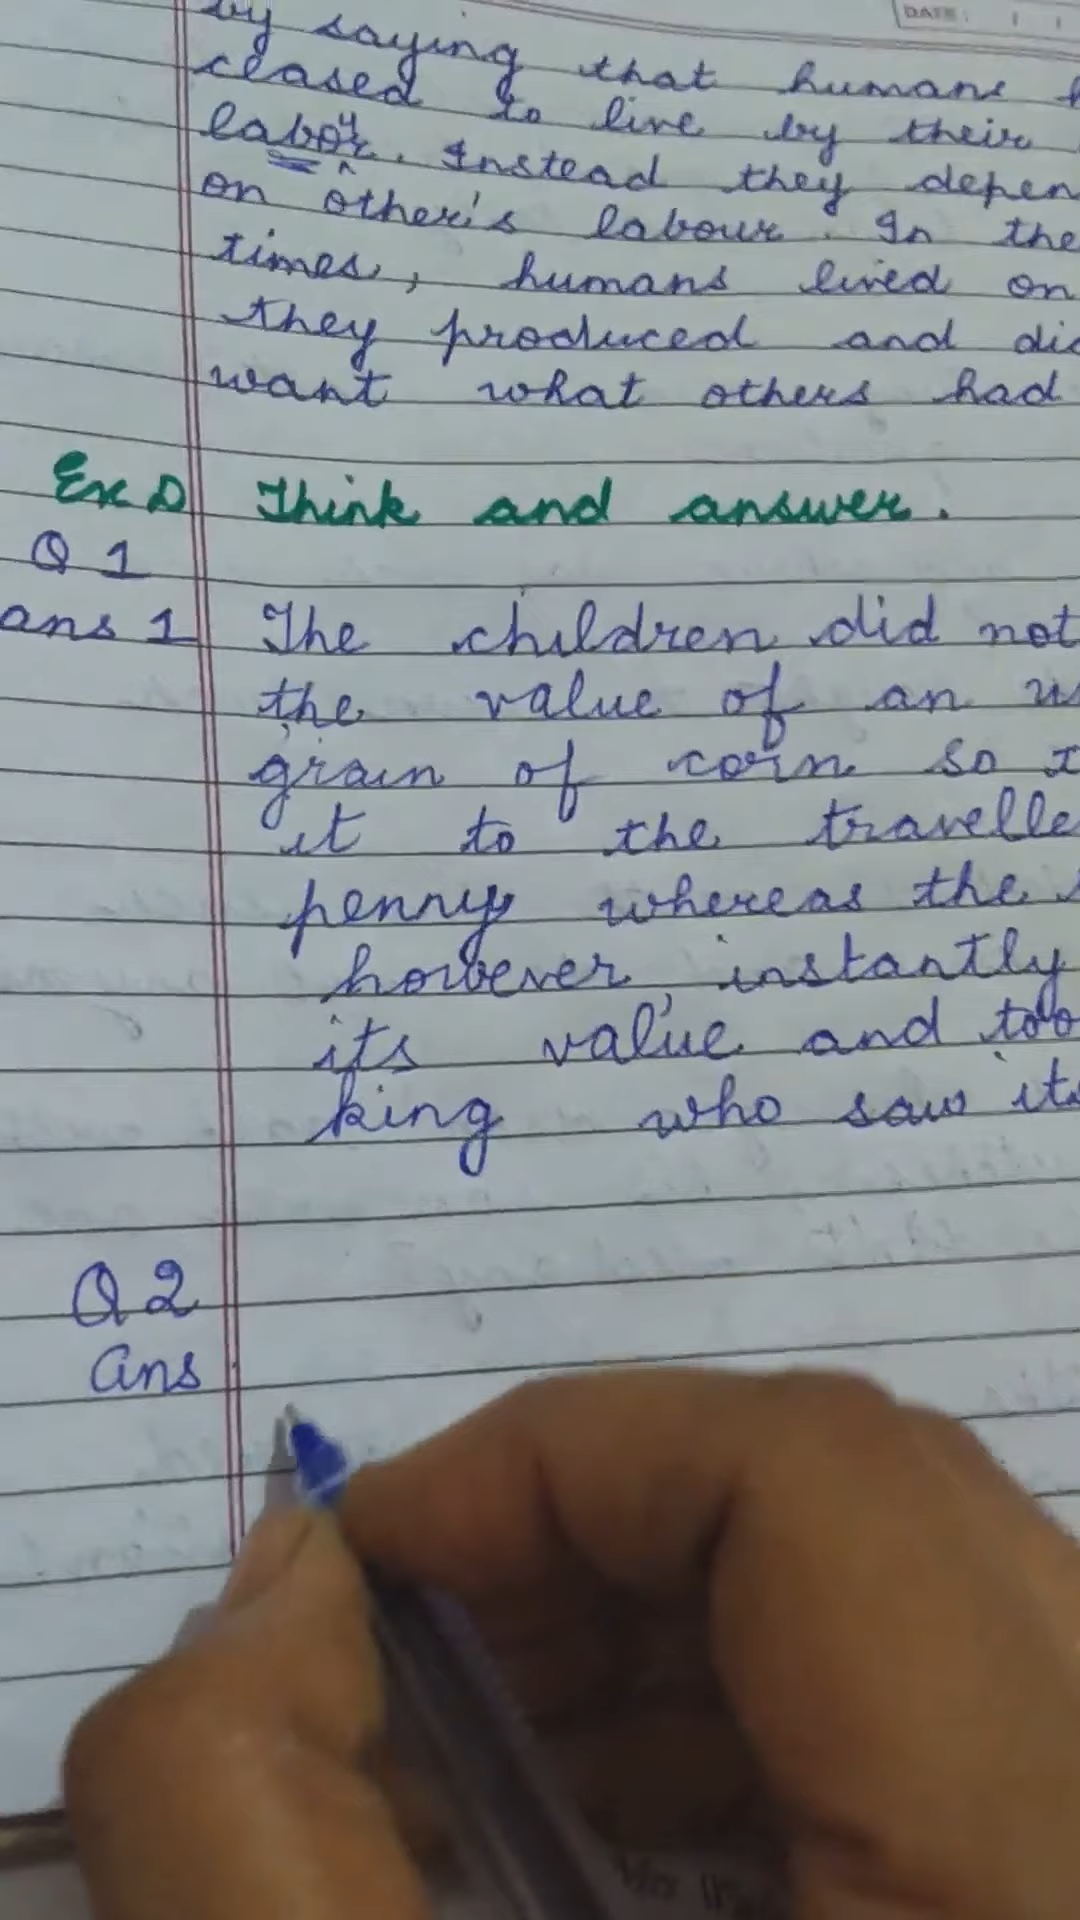 DATE:
by saying that humans
ceased to live by their
labour. Instead they depen
on other's labour. In the
times, humans lived on
they produced and di
want what others had
Ex D Think and answer.
Q 1
ans 1 The children did not
the value of an
grain of corn so
it to the travelle
penny whereas the
however instantly
its value and too
king who saw it
Q 2
ans